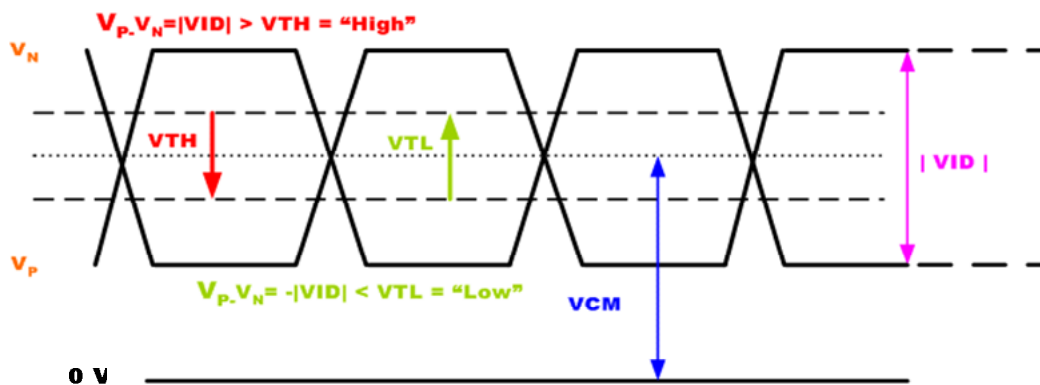 VP-VN=|VID| > VTH = “High”
VN
VTH
VTL
| VID |
VP
VP-VN= -|VID| < VTL = “Low”
VCM
0 V